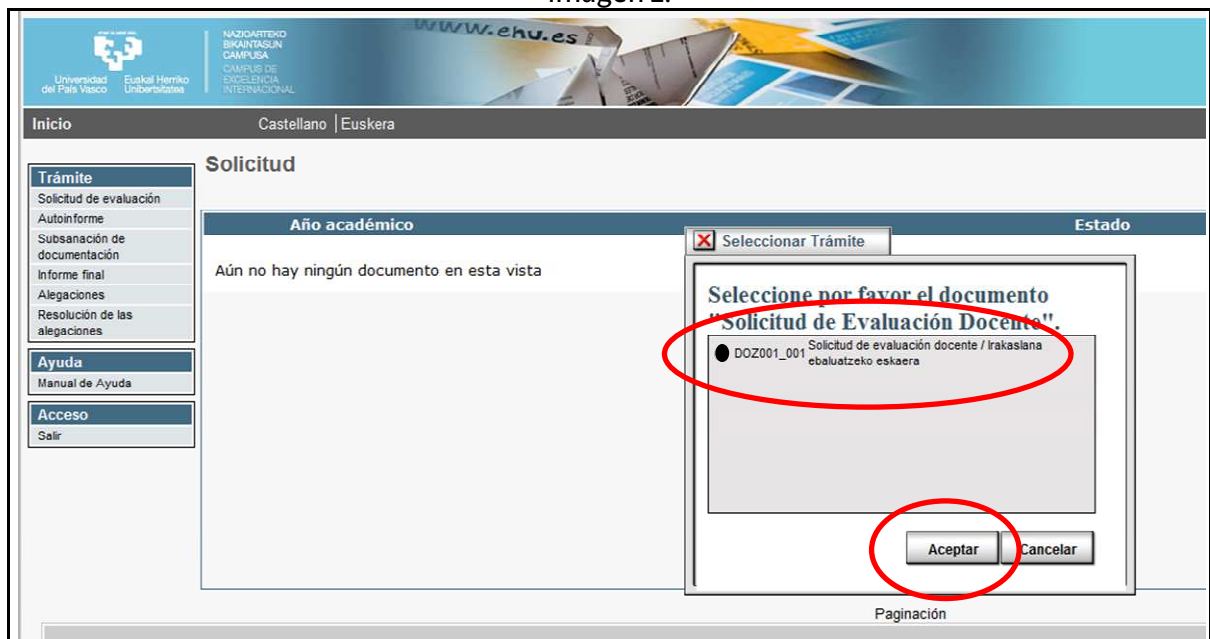 www.ehu.es
NAZIOARTEKO
BIKAINTASUN
CAMPUSA
CAMPUS DE
EXCELENCIA
INTERNACIONAL
Universidad
del País Vasco
Euskal Herriko
Unibertsitatea
Inicio
Castellano | Euskera
Solicitud
Trámite
Solicitud de evaluación
Autoinforme
Subsanación de
documentación
Informe final
Alegaciones
Resolución de las
alegaciones
Ayuda
Manual de Ayuda
Acceso
Salir
Año académico
Estado
Aún no hay ningún documento en esta vista
Seleccionar Trámite
Seleccione por favor el documento
"Solicitud de Evaluación Docente".
DOZ001_001 Solicitud de evaluación docente / Irakaslana
ebaluatzeko eskaera
Aceptar
Cancelar
Paginación